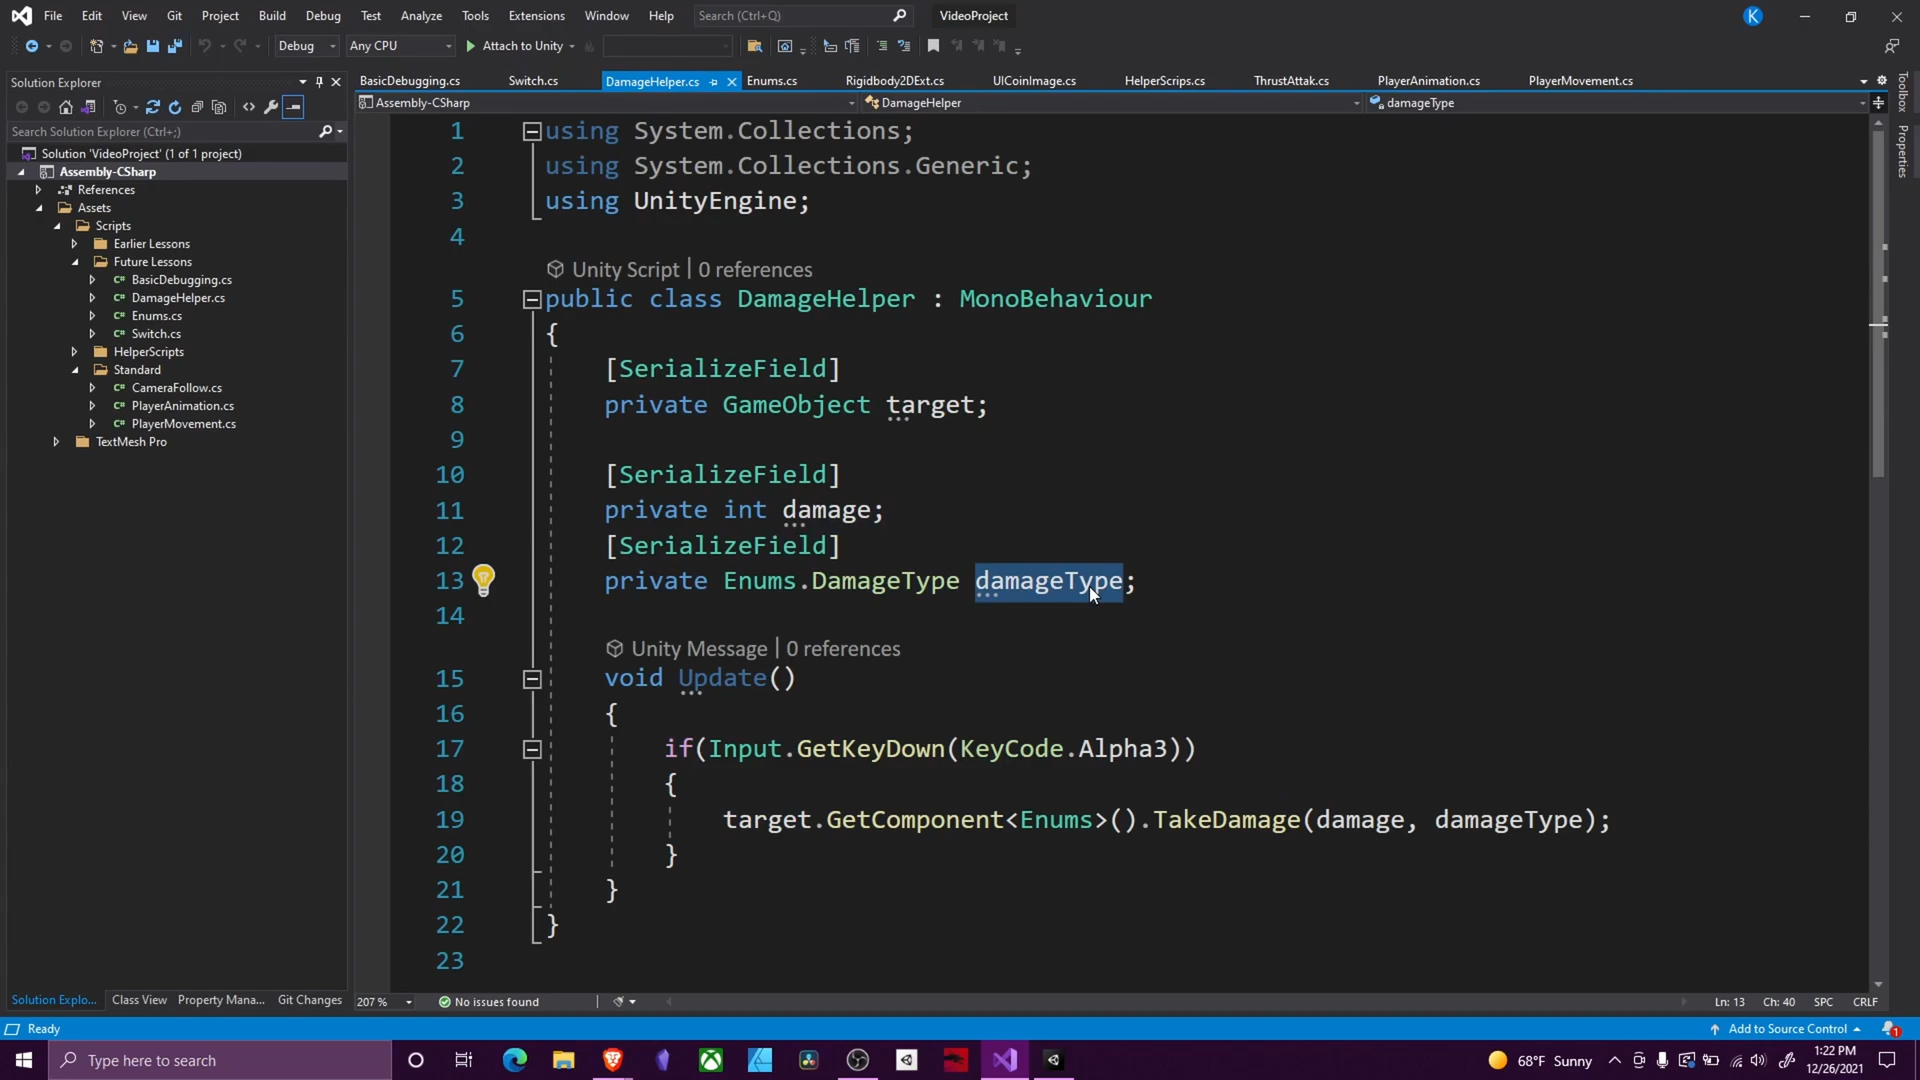 File Edit View Git Project Build Debug Test Analyze Tools Extensions Window Help Search (Ctrl+Q) VideoProject K
Debug Any CPU Attach to Unity
Solution Explorer
Search Solution Explorer (Ctrl+;)
Solution 'VideoProject' (1 of 1 project)
Assembly-CSharp
References
Assets
Scripts
Earlier Lessons
Future Lessons
C# BasicDebugging.cs
C# DamageHelper.cs
C# Enums.cs
C# Switch.cs
HelperScripts
Standard
C# CameraFollow.cs
C# PlayerAnimation.cs
C# PlayerMovement.cs
TextMesh Pro
Solution Explo... Class View Property Mana... Git Changes
BasicDebugging.cs Switch.cs DamageHelper.cs Enums.cs Rigidbody2DExt.cs UICoinImage.cs HelperScrips.cs ThrustAttak.cs PlayerAnimation.cs PlayerMovement.cs
Assembly-CSharp DamageHelper damageType
1 using System.Collections;
2 using System.Collections.Generic;
3 using UnityEngine;
4
Unity Script | 0 references
5 public class DamageHelper : MonoBehaviour
6 {
7 [SerializeField]
8 private GameObject target;
9
10 [SerializeField]
11 private int damage;
12 [SerializeField]
13 private Enums.DamageType damageType;
14
Unity Message | 0 references
15 void Update()
16 {
17 if(Input.GetKeyDown(KeyCode.Alpha3))
18 {
19 target.GetComponent<Enums>().TakeDamage(damage, damageType);
20 }
21 }
22 }
23
207 % No issues found Ln: 13 Ch: 40 SPC CRLF
Toolbox
Properties
Ready Add to Source Control 1
Type here to search 68°F Sunny 1:22 PM
12/26/2021